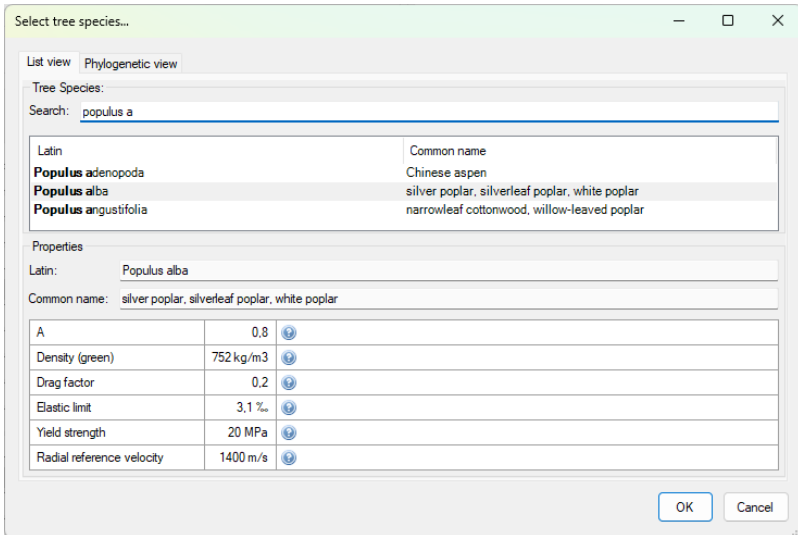 Select tree species...
List view Phylogenetic view
Tree Species:
Search: populus a
Latin Common name
Populus adenopoda Chinese aspen
Populus alba silver poplar, silverleaf poplar, white poplar
Populus angustifolia narrowleaf cottonwood, willow-leaved poplar
Properties
Latin: Populus alba
Common name: silver poplar, silverleaf poplar, white poplar
A 0,8
Density (green) 752 kg/m3
Drag factor 0,2
Elastic limit 3,1 ‰
Yield strength 20 MPa
Radial reference velocity 1400 m/s
OK Cancel